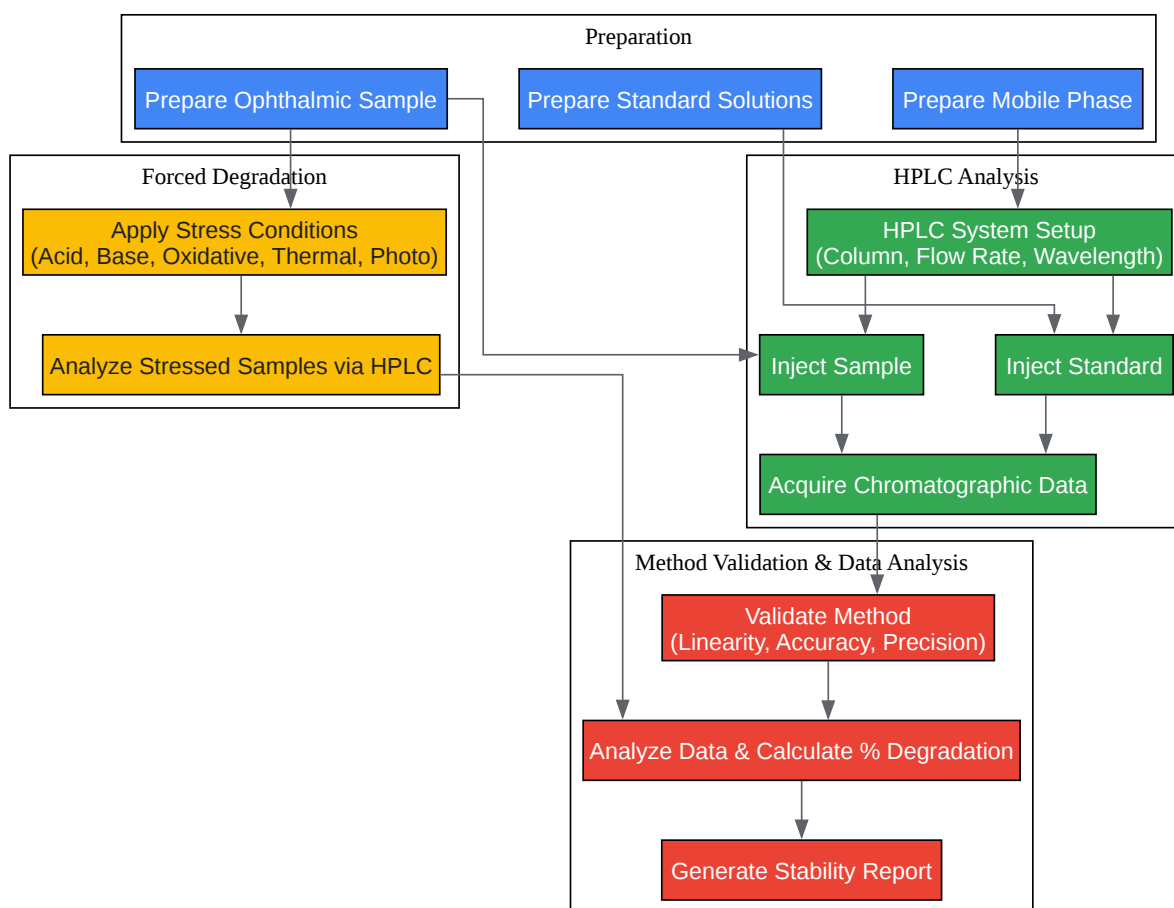 Preparation
Prepare Ophthalmic Sample
Prepare Standard Solutions
Prepare Mobile Phase
Forced Degradation
Apply Stress Conditions
(Acid, Base, Oxidative, Thermal, Photo)
Analyze Stressed Samples via HPLC
HPLC Analysis
HPLC System Setup
(Column, Flow Rate, Wavelength)
Inject Sample
Inject Standard
Acquire Chromatographic Data
Method Validation & Data Analysis
Validate Method
(Linearity, Accuracy, Precision)
Analyze Data & Calculate % Degradation
Generate Stability Report